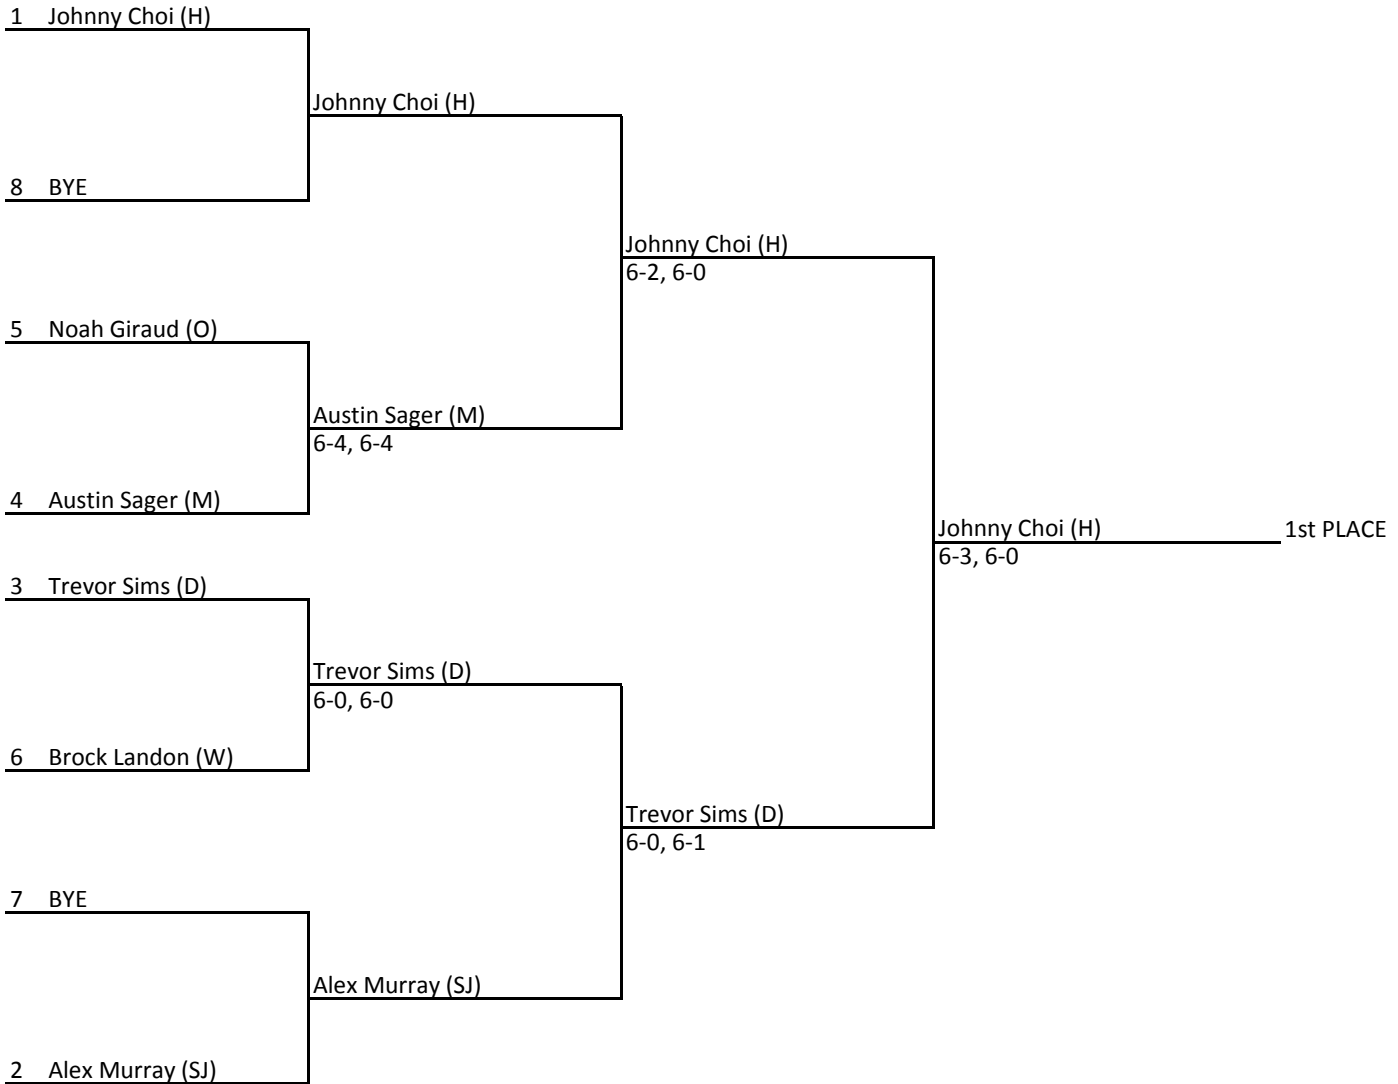 1 Johnny Choi (H)
Johnny Choi (H)
8 BYE
Johnny Choi (H)
6-2, 6-0
5 Noah Giraud (O)
Austin Sager (M)
6-4, 6-4
4 Austin Sager (M)
Johnny Choi (H) 1st PLACE
6-3, 6-0
3 Trevor Sims (D)
Trevor Sims (D)
6-0, 6-0
6 Brock Landon (W)
Trevor Sims (D)
6-0, 6-1
7 BYE
Alex Murray (SJ)
2 Alex Murray (SJ)